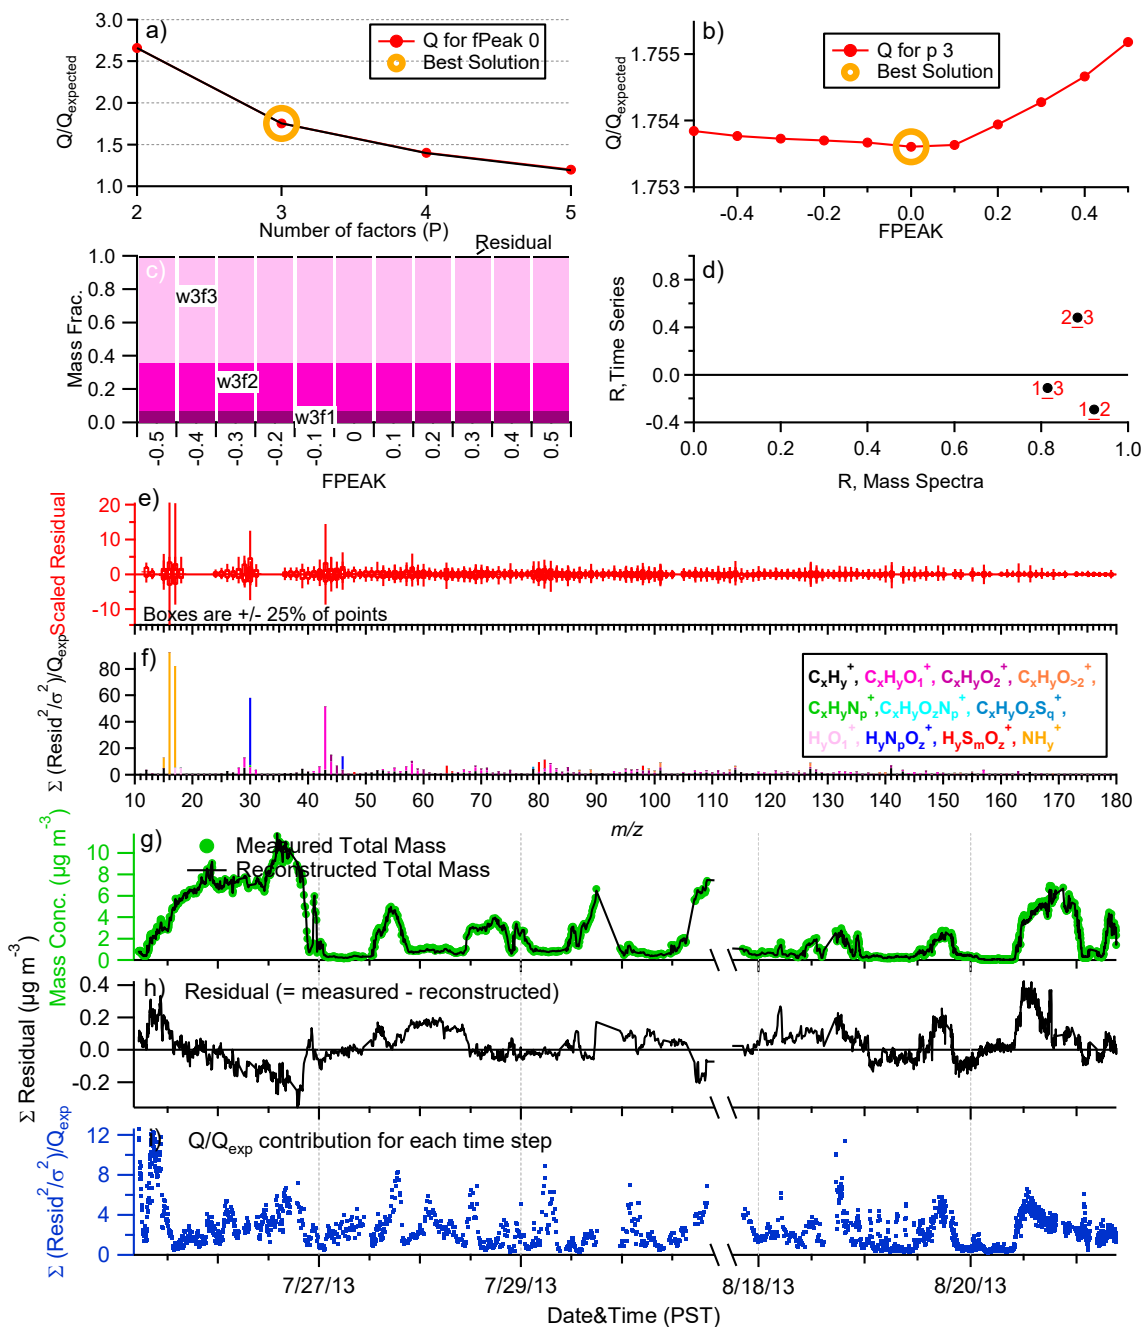 a)
Q/Qexpected
3.0
2.5
2.0
1.5
1.0
Q for fPeak 0
Best Solution
2 3 4 5
Number of factors (P)
b)
Q/Qexpected
1.755
1.754
1.753
Q for p 3
Best Solution
-0.4 -0.2 0.0 0.2 0.4
FPEAK
c)
Residual
Mass Frac.
1.0
0.8
0.6
0.4
0.2
0.0
w3f3
w3f2
w3f1
-0.5 -0.4 -0.3 -0.2 -0.1 0 0.1 0.2 0.3 0.4 0.5
FPEAK
d)
R,Time Series
0.8
0.4
0.0
-0.4
2 3
1 3
1 2
0.0 0.2 0.4 0.6 0.8 1.0
R, Mass Spectra
e)
Scaled Residual
20
10
0
-10
Boxes are +/- 25% of points
f)
Σ (Resid²/σ²)/Qexp
80
60
40
20
0
CxHy⁺, CxHyO1⁺, CxHyO2⁺, CxHyO>2⁺,
CxHyNp⁺, CxHyOzNp⁺, CxHyOzSq⁺,
HyO1⁺, HyNpOz⁺, HySmOz⁺, NHy⁺
10 20 30 40 50 60 70 80 90 100 110 120 130 140 150 160 170 180
m/z
g)
Mass Conc. (µg m⁻³)
10
8
6
4
2
0
Measured Total Mass
Reconstructed Total Mass
h)
Σ Residual (µg m⁻³)
0.4
0.2
0.0
-0.2
Residual (= measured - reconstructed)
Σ (Resid²/σ²)/Qexp
12
8
4
0
Q/Qexp contribution for each time step
7/27/13 7/29/13 8/18/13 8/20/13
Date&Time (PST)